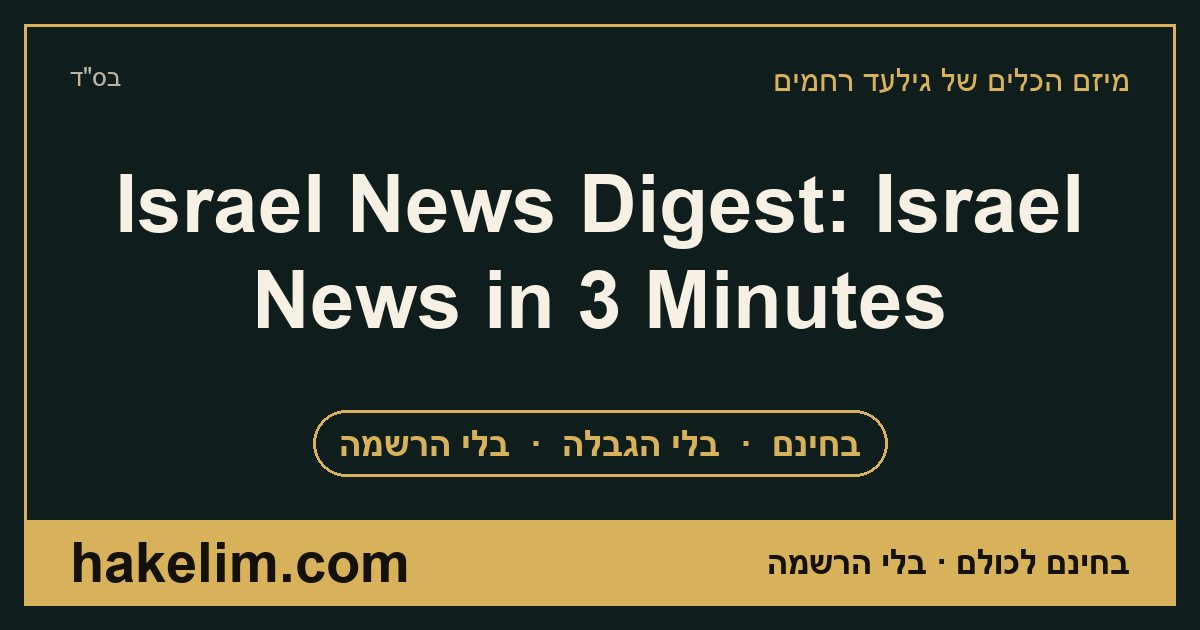 מיזם הכלים של גילעד רחמים
בס"ד
Israel News Digest: Israel
News in 3 Minutes
בחינם · בלי הגבלה · בלי הרשמה
hakelim.com
בחינם לכולם · בלי הרשמה